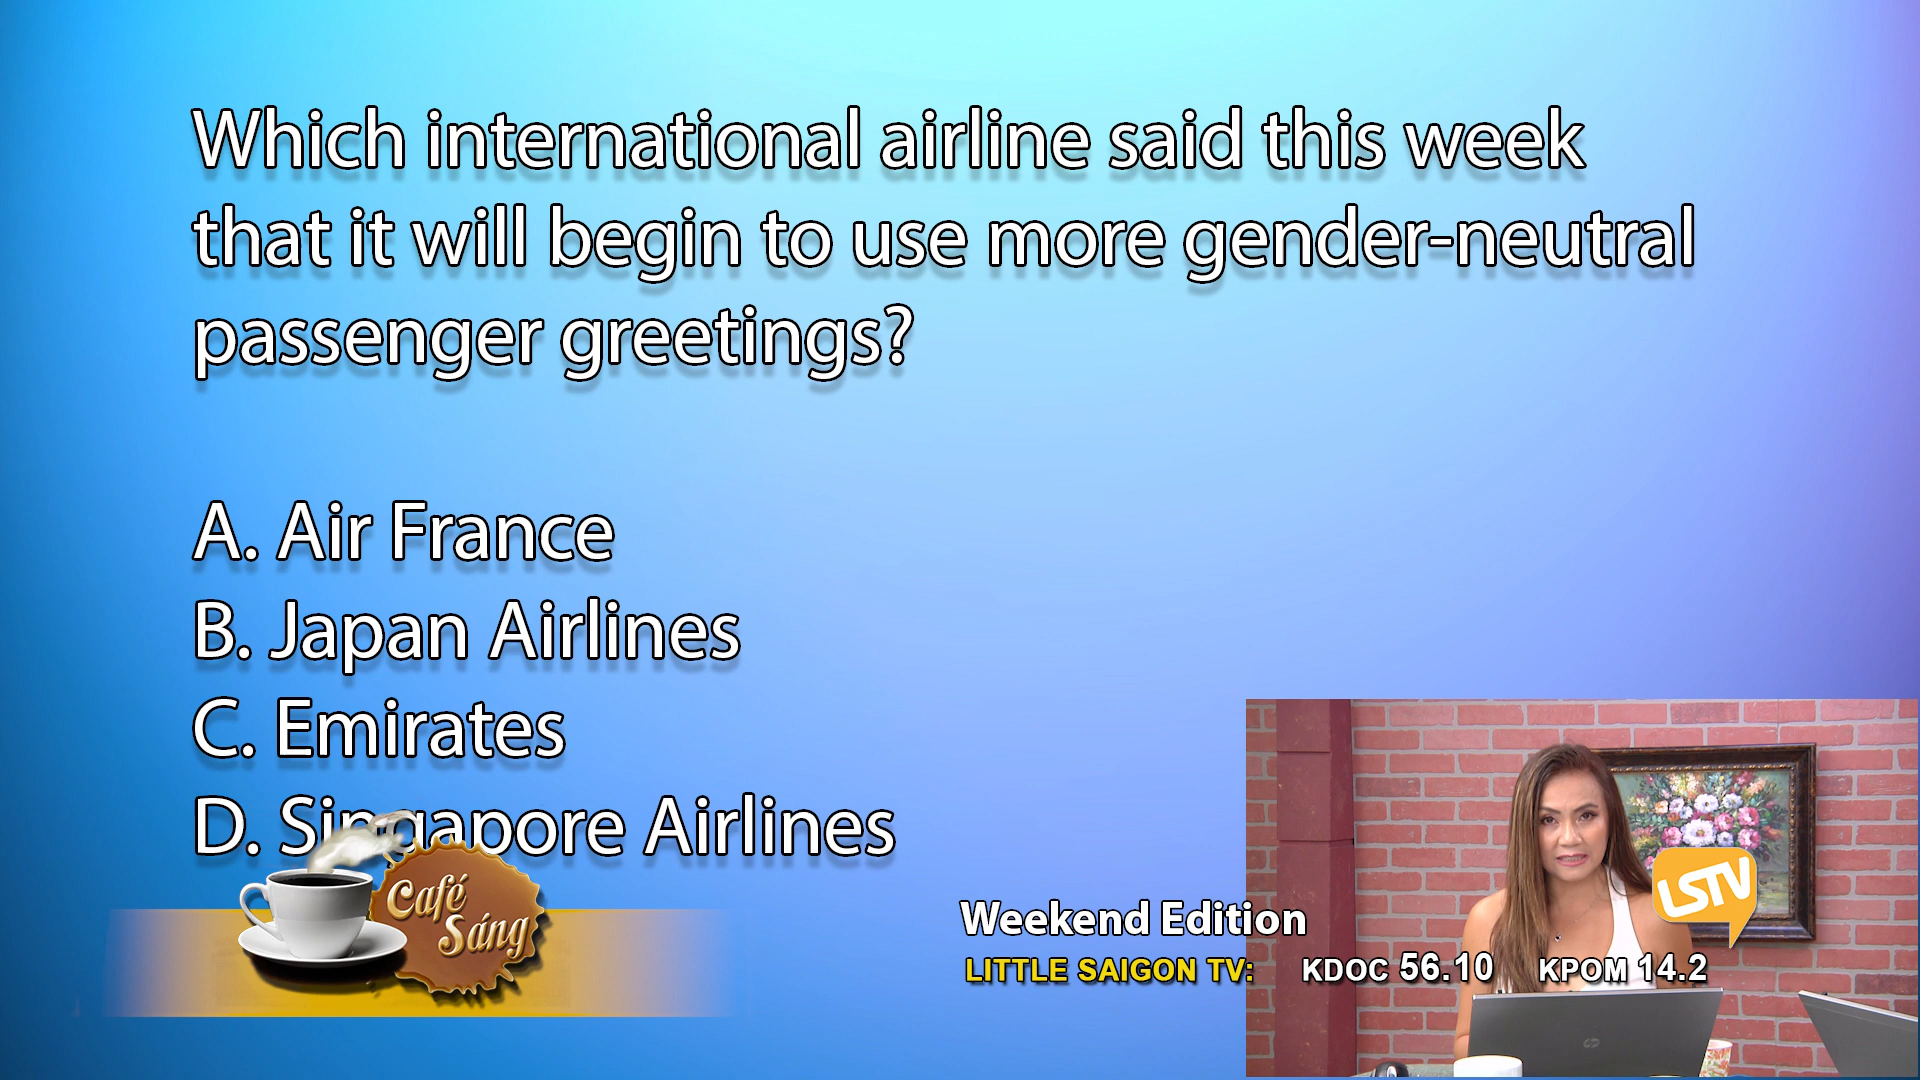 Which international airline said this week
that it will begin to use more gender-neutral
passenger greetings?
A. Air France
B. Japan Airlines
C. Emirates
D. Singapore Airlines
Café
Sáng
LSTV
Weekend Edition
LITTLE SAIGON TV: KDOC 56.10 KPOM 14.2
hp